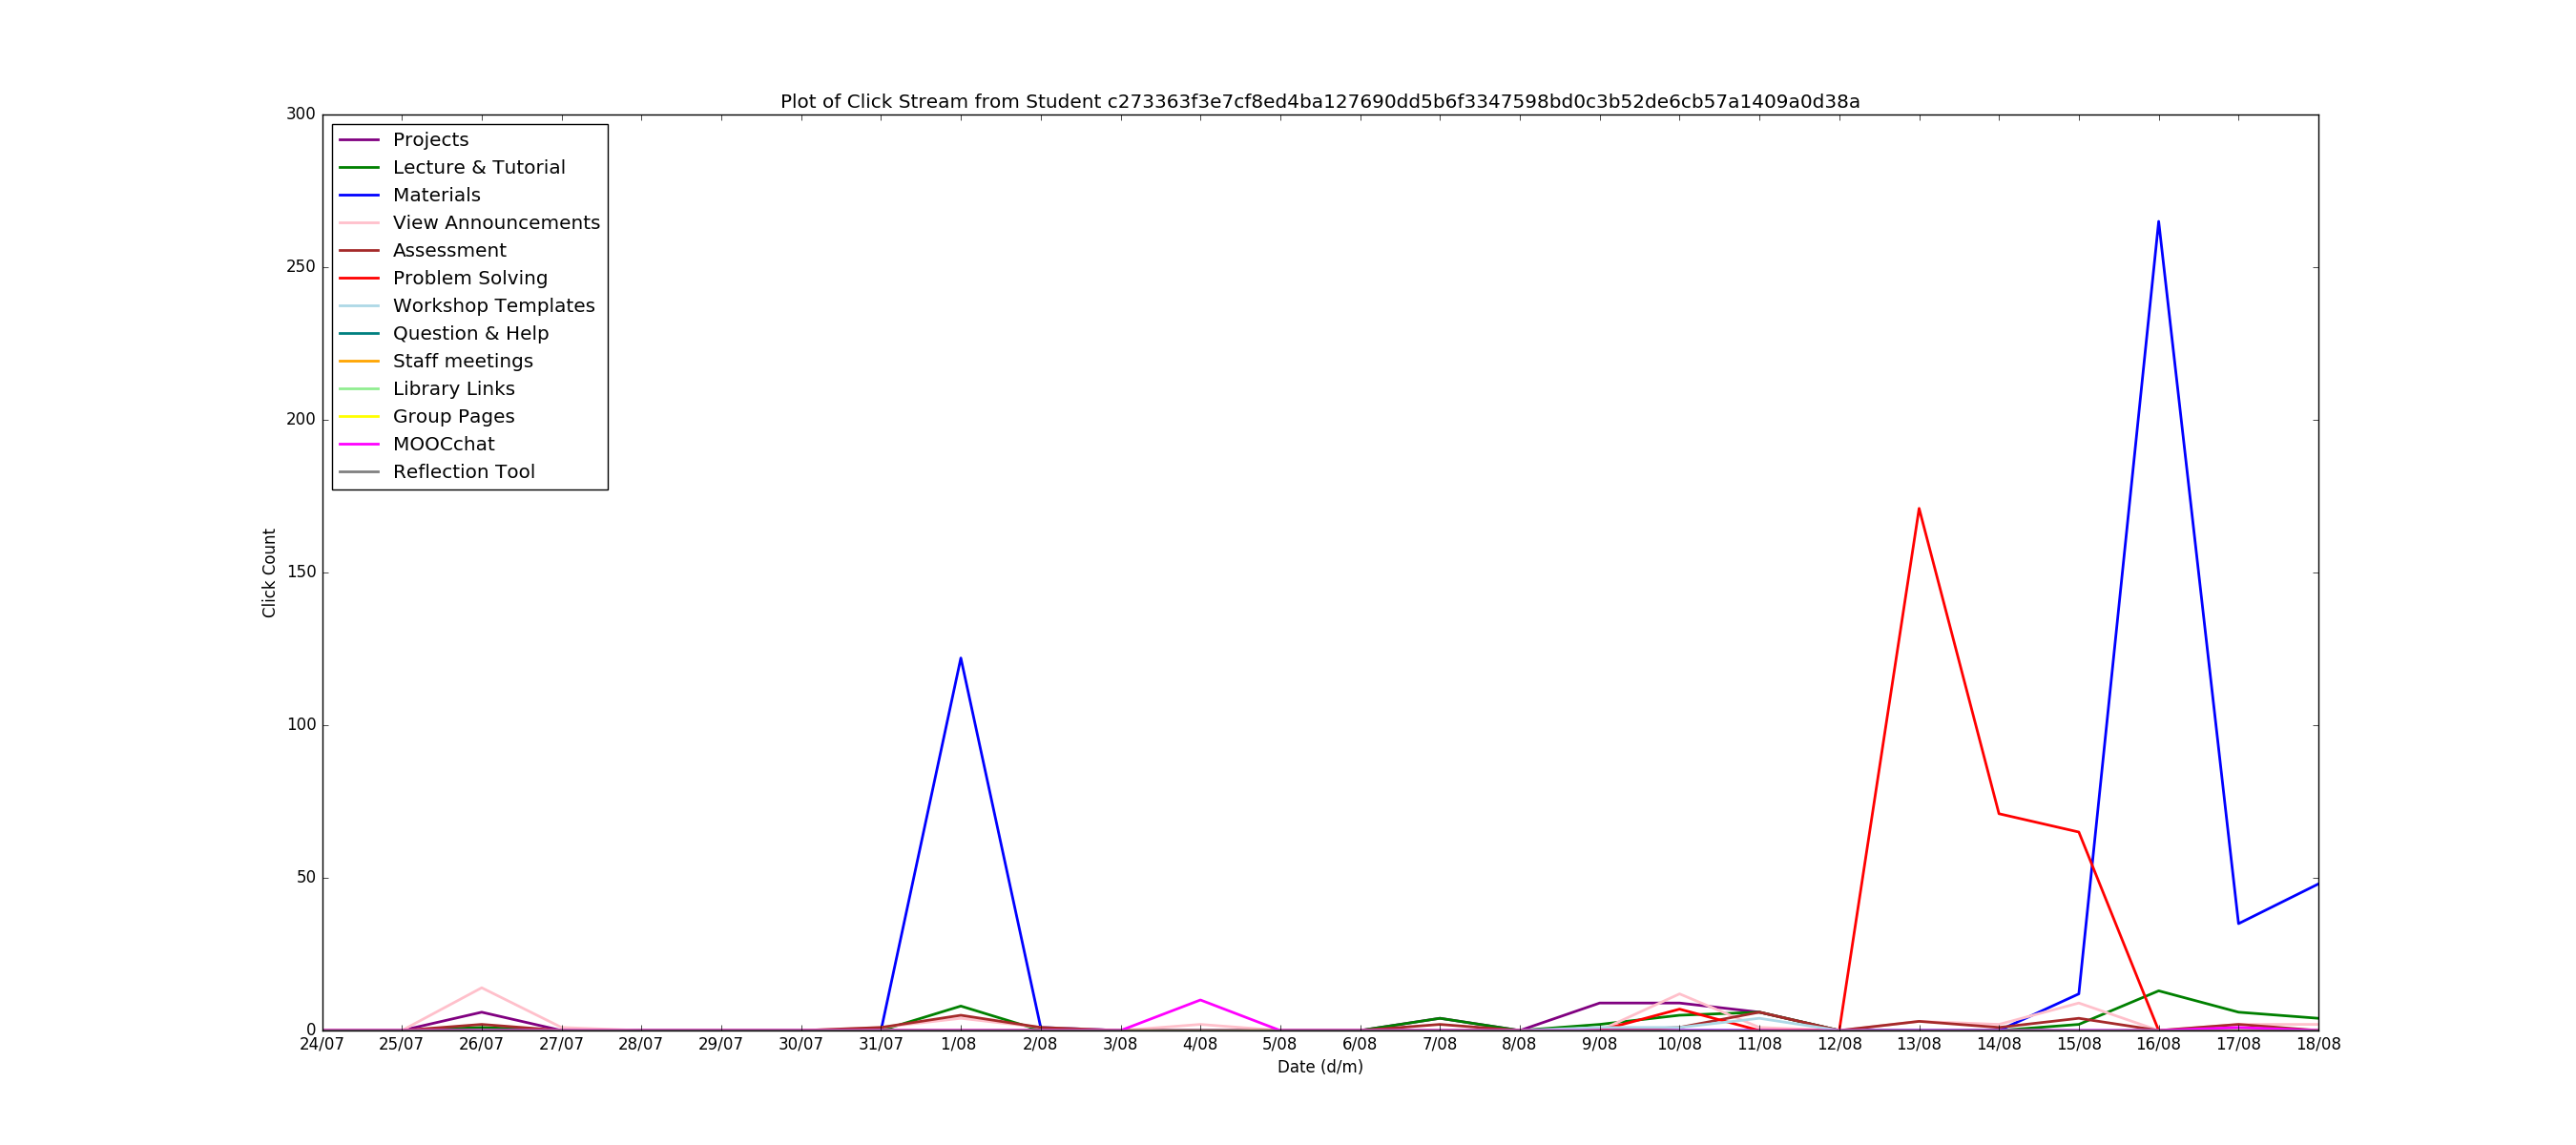 Plot of Click Stream from Student c273363f3e7cf8ed4ba127690dd5b6f3347598bd0c3b52de6cb57a1409a0d38a
300
250
200
150
100
50
0
Click Count
Projects
Lecture & Tutorial
Materials
View Announcements
Assessment
Problem Solving
Workshop Templates
Question & Help
Staff meetings
Library Links
Group Pages
MOOCchat
Reflection Tool
24/07 25/07 26/07 27/07 28/07 29/07 30/07 31/07 1/08 2/08 3/08 4/08 5/08 6/08 7/08 8/08 9/08 10/08 11/08 12/08 13/08 14/08 15/08 16/08 17/08 18/08
Date (d/m)